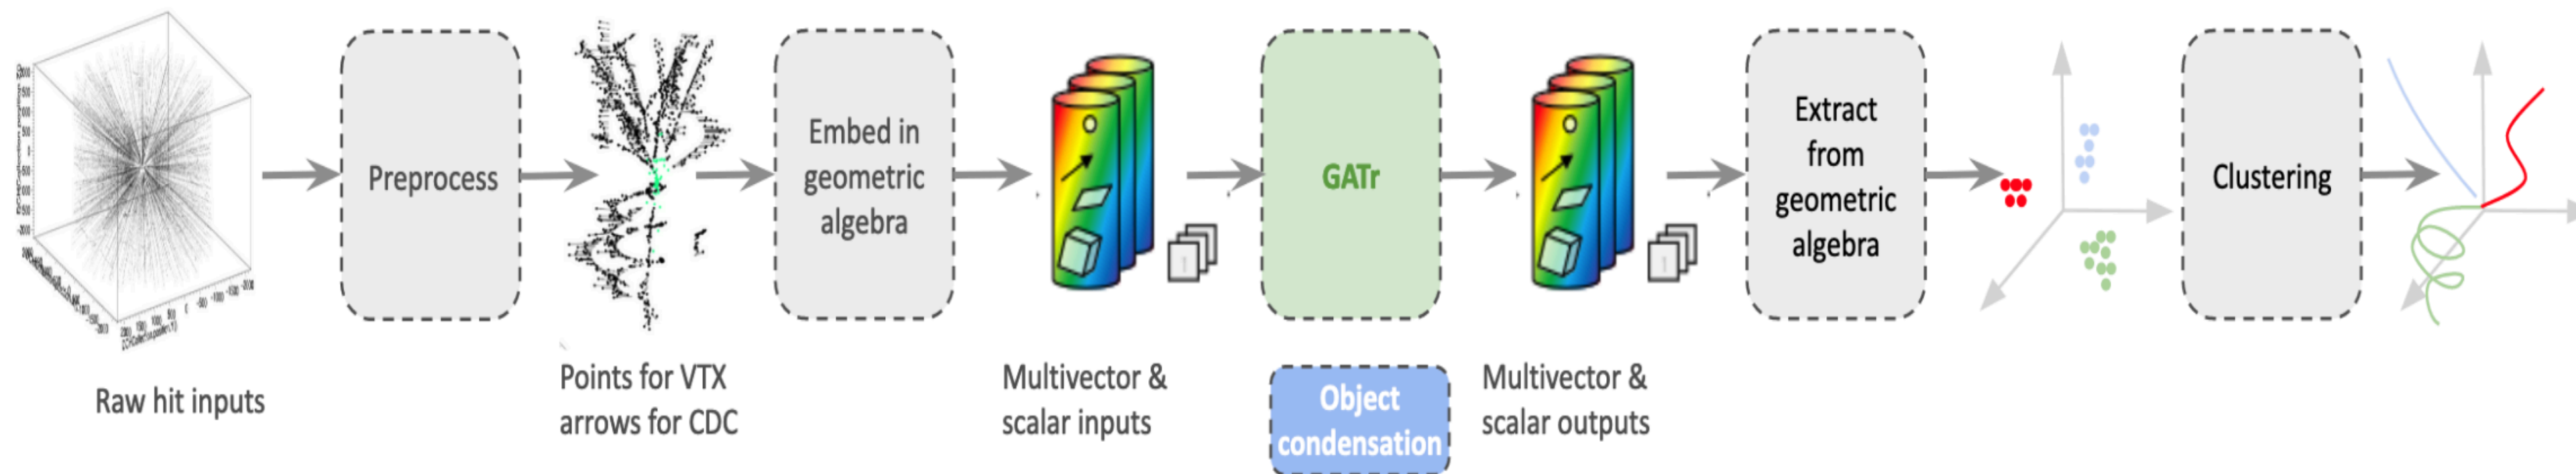 Raw hit inputs
Preprocess
Points for VTX
arrows for CDC
Embed in
geometric
algebra
Multivector &
scalar inputs
GATr
Object
condensation
Multivector &
scalar outputs
Extract
from
geometric
algebra
Clustering